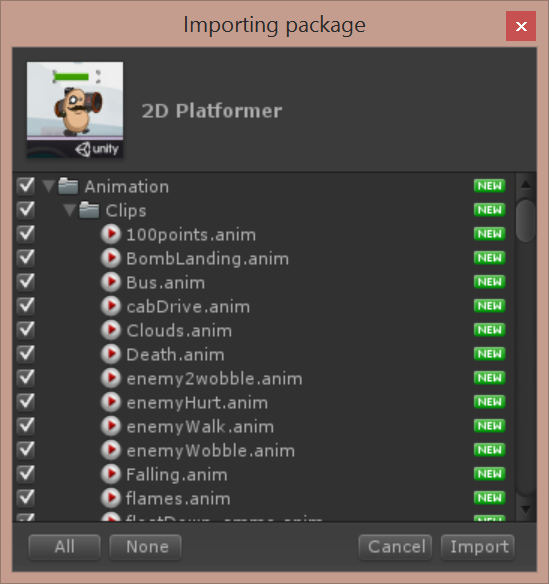 Importing package
unity
2D Platformer
Animation NEW
Clips NEW
100points.anim NEW
BombLanding.anim NEW
Bus.anim NEW
cabDrive.anim NEW
Clouds.anim NEW
Death.anim NEW
enemy2wobble.anim NEW
enemyHurt.anim NEW
enemyWalk.anim NEW
enemyWobble.anim NEW
Falling.anim NEW
flames.anim NEW
All None Cancel Import